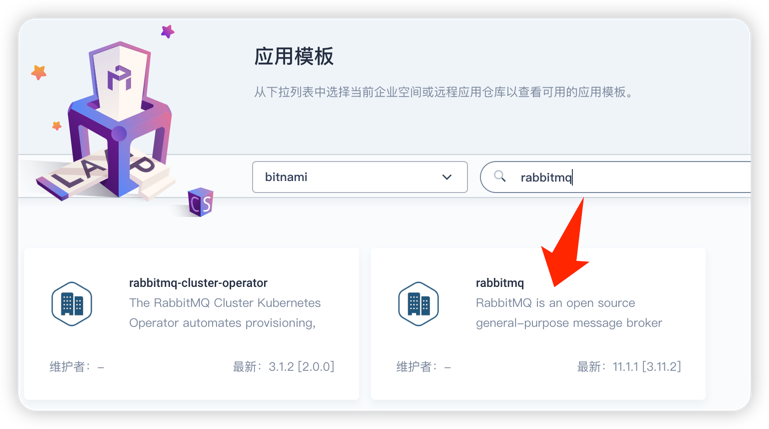 应用模板
从下拉列表中选择当前企业空间或远程应用仓库以查看可用的应用模板。
bitnami
rabbitmq
LAPP
CS
rabbitmq-cluster-operator
The RabbitMQ Cluster Kubernetes
Operator automates provisioning,
维护者：-
最新：3.1.2 [2.0.0]
rabbitmq
RabbitMQ is an open source
general-purpose message broker
维护者：-
最新：11.1.1 [3.11.2]